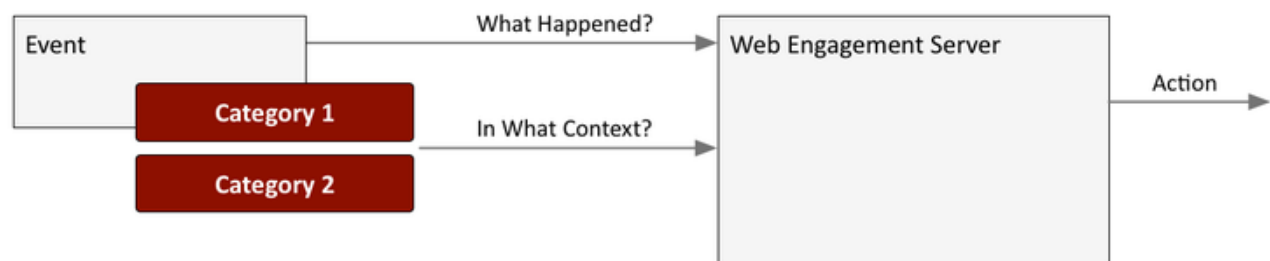 What Happened?
Event
Web Engagement Server
Action
Category 1
In What Context?
Category 2